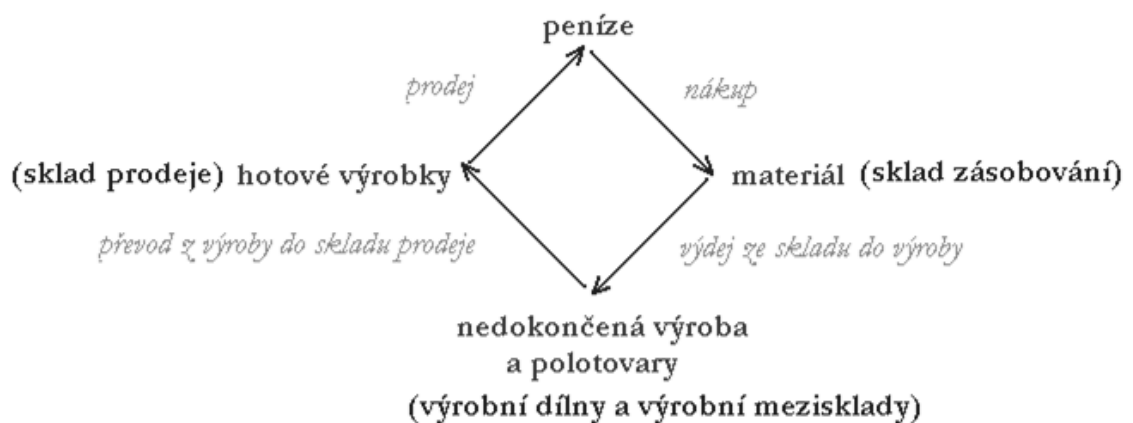 peníze
prodej
nákup
(sklad prodeje) hotové výrobky
materiál (sklad zásobování)
převod z výroby do skladu prodeje
výdej ze skladu do výroby
nedokončená výroba
a polotovary
(výrobní dílny a výrobní mezisklady)